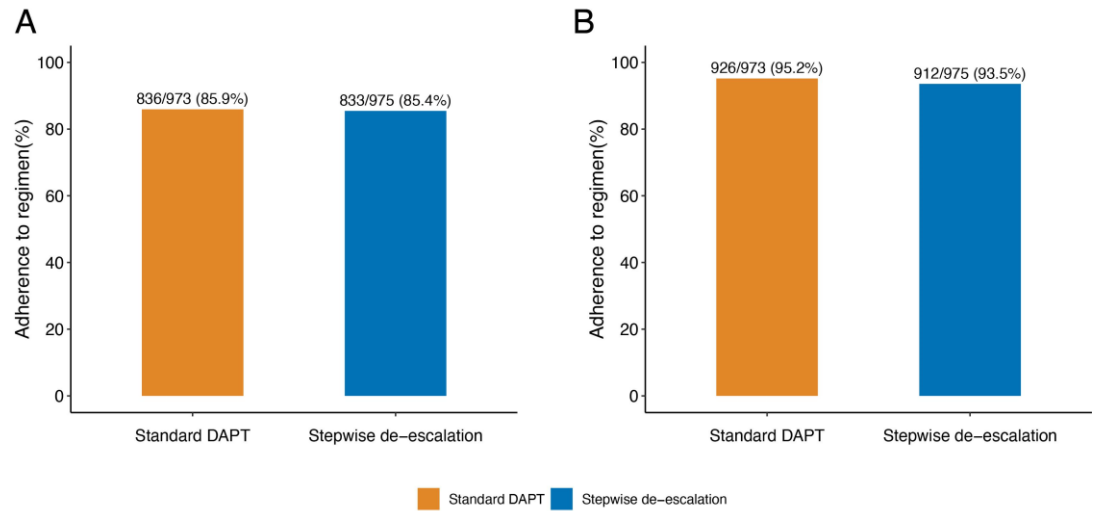 A
Adherence to regimen(%)
100
80
60
40
20
0
836/973 (85.9%)
833/975 (85.4%)
Standard DAPT
Stepwise de-escalation
B
Adherence to regimen(%)
100
80
60
40
20
0
926/973 (95.2%)
912/975 (93.5%)
Standard DAPT
Stepwise de-escalation
Standard DAPT
Stepwise de-escalation